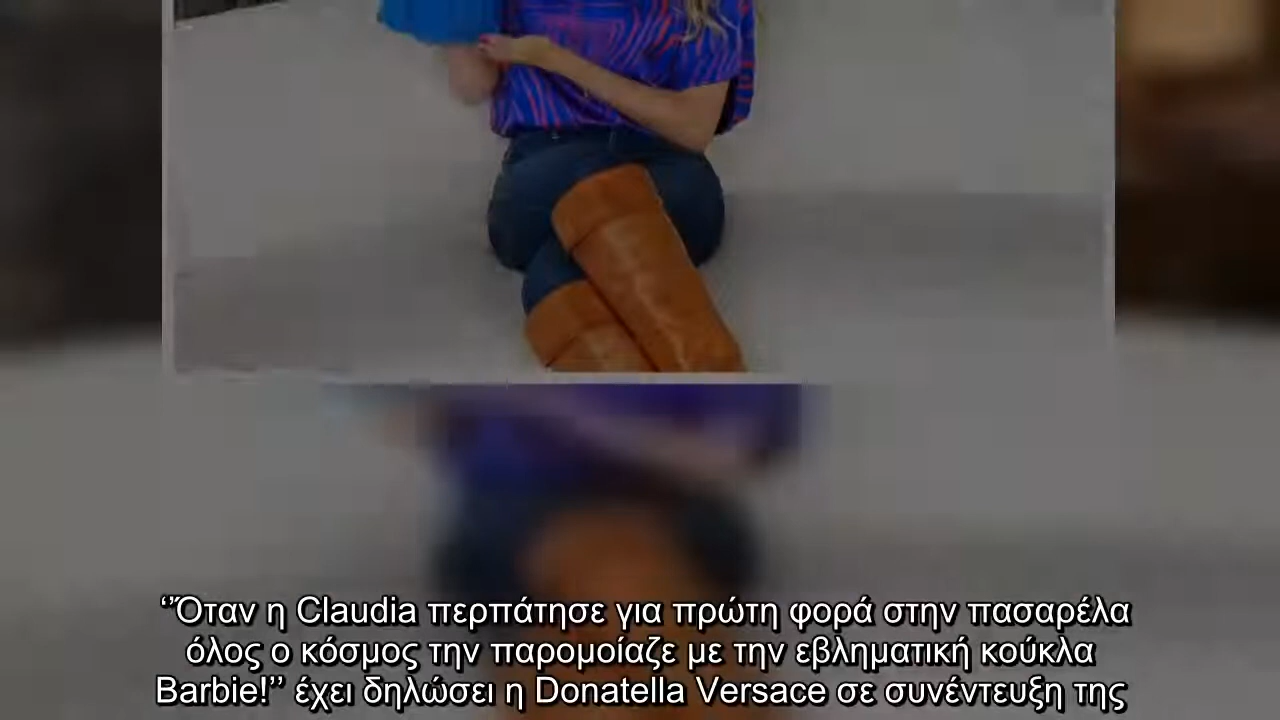 ‘’Όταν η Claudia περπάτησε για πρώτη φορά στην πασαρέλα
όλος ο κόσμος την παρομοίαζε με την εβληματική κούκλα
Barbie!’’ έχει δηλώσει η Donatella Versace σε συνέντευξη της